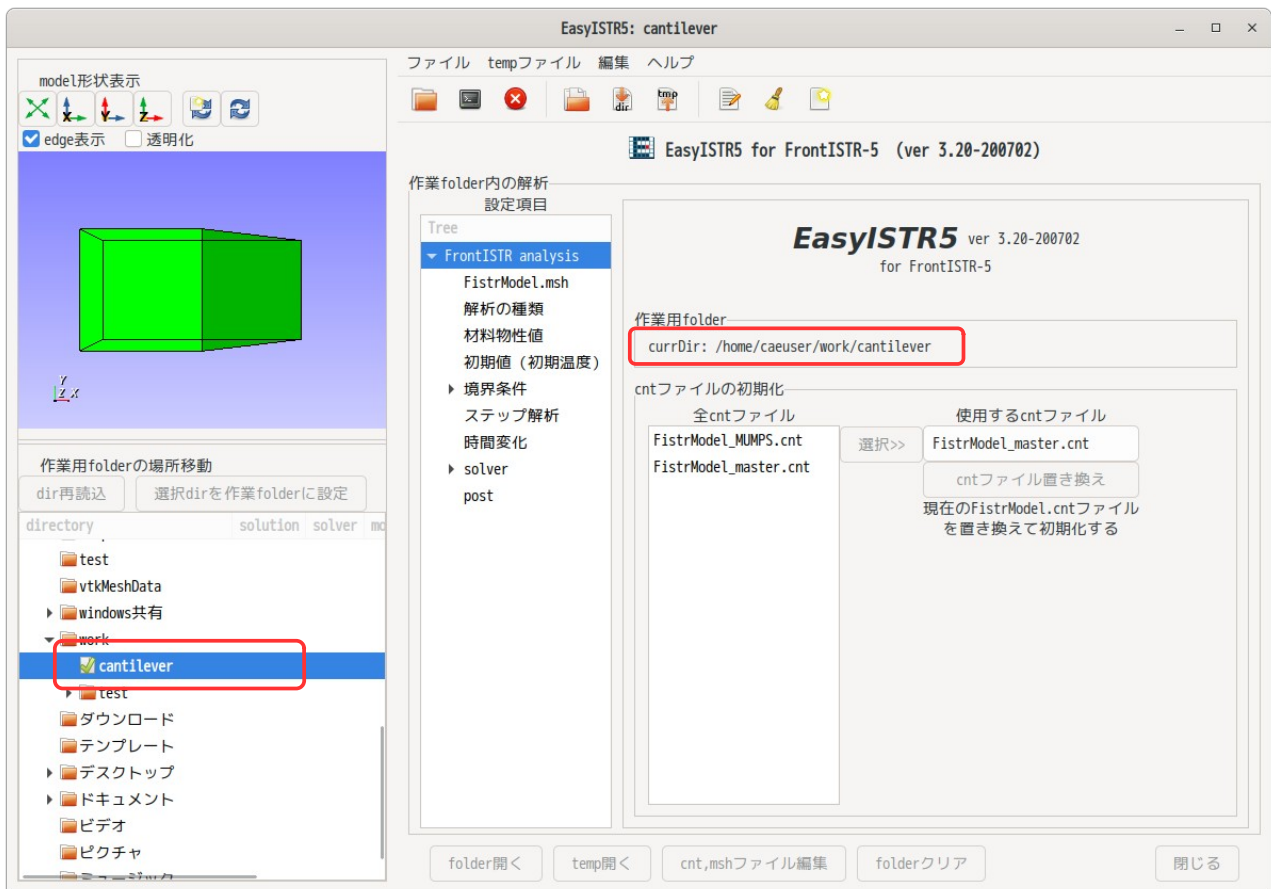 EasyISTR5: cantilever
model形状表示
X Y Z
edge表示 透明化
Y
Z X
作業用folderの場所移動
dir再読込 選択dirを作業folderに設定
directory solution solver
test
vtkMeshData
windows共有
work
cantilever
test
ダウンロード
テンプレート
デスクトップ
ドキュメント
ビデオ
ピクチャ
ミュージック
ファイル tempファイル 編集 ヘルプ
dir tmp
EasyISTR5 for FrontISTR-5 (ver 3.20-200702)
作業folder内の解析
設定項目
Tree
FrontISTR analysis
FistrModel.msh
解析の種類
材料物性値
初期値（初期温度）
境界条件
ステップ解析
時間変化
solver
post
EasyISTR5 ver 3.20-200702
for FrontISTR-5
作業用folder
currDir: /home/caeuser/work/cantilever
cntファイルの初期化
全cntファイル
FistrModel_MUMPS.cnt
FistrModel_master.cnt
選択>>
使用するcntファイル
FistrModel_master.cnt
cntファイル置き換え
現在のFistrModel.cntファイル
を置き換えて初期化する
folder開く temp開く cnt,mshファイル編集 folderクリア 閉じる